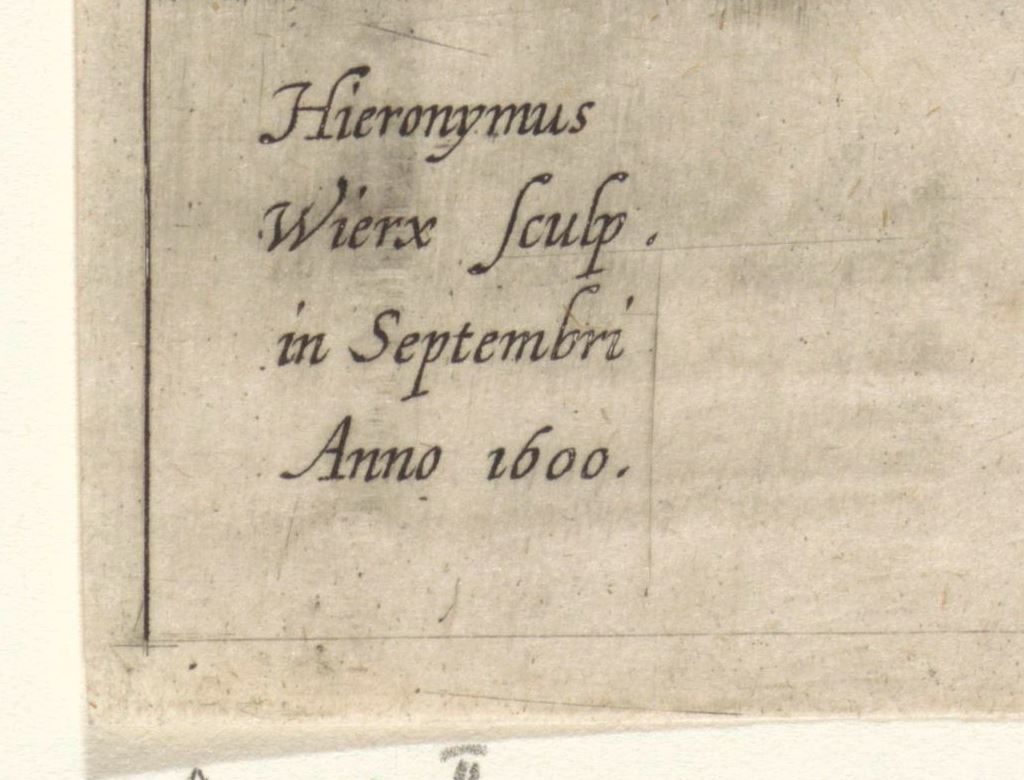 Hieronymus
Wierx ſculp.
in Septembri
Anno 1600.